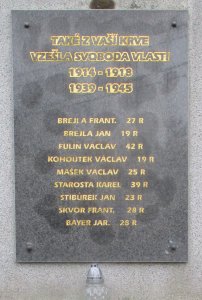 TAKÉ Z VAŠÍ KRVE
VZEŠLA SVOBODA VLASTI
1914 - 1918
1939 - 1945
BREJLA FRANT. 27 R
BREJLA JAN 19 R
FULÍN VÁCLAV 42 R
KOHOUTEK VÁCLAV 19 R
MAŠEK VÁCLAV 25 R
STAROSTA KAREL 39 R
STIBUREK JAN 23 R
ŠKVOR FRANT. 28 R
BAYER JAR. 28 R